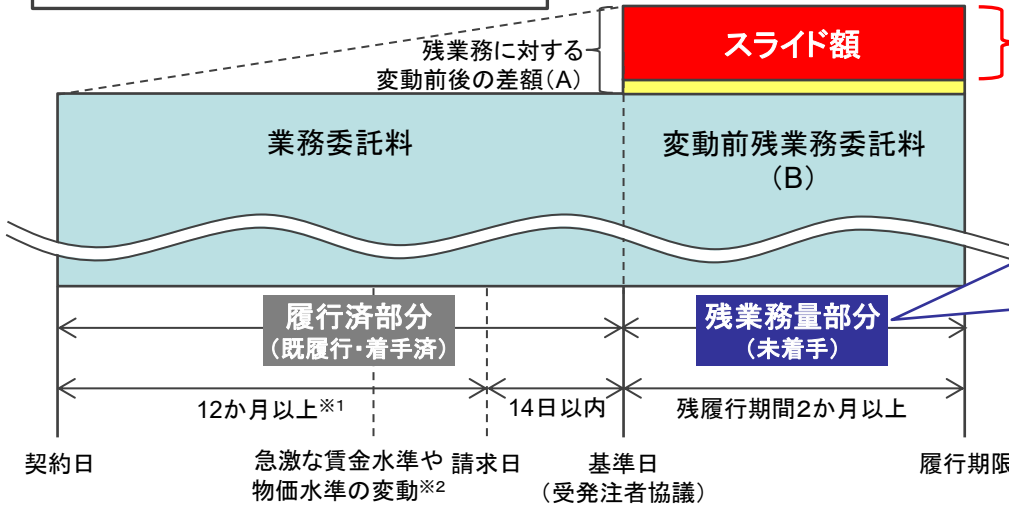 残業務に対する
変動前後の差額(A)
スライド額
業務委託料
変動前残業務委託料
(B)
履行済部分
(既履行・着手済)
残業務量部分
(未着手)
12か月以上※1
14日以内
残履行期間2か月以上
契約日
急激な賃金水準や
物価水準の変動※2
請求日
基準日
(受発注者協議)
履行期限